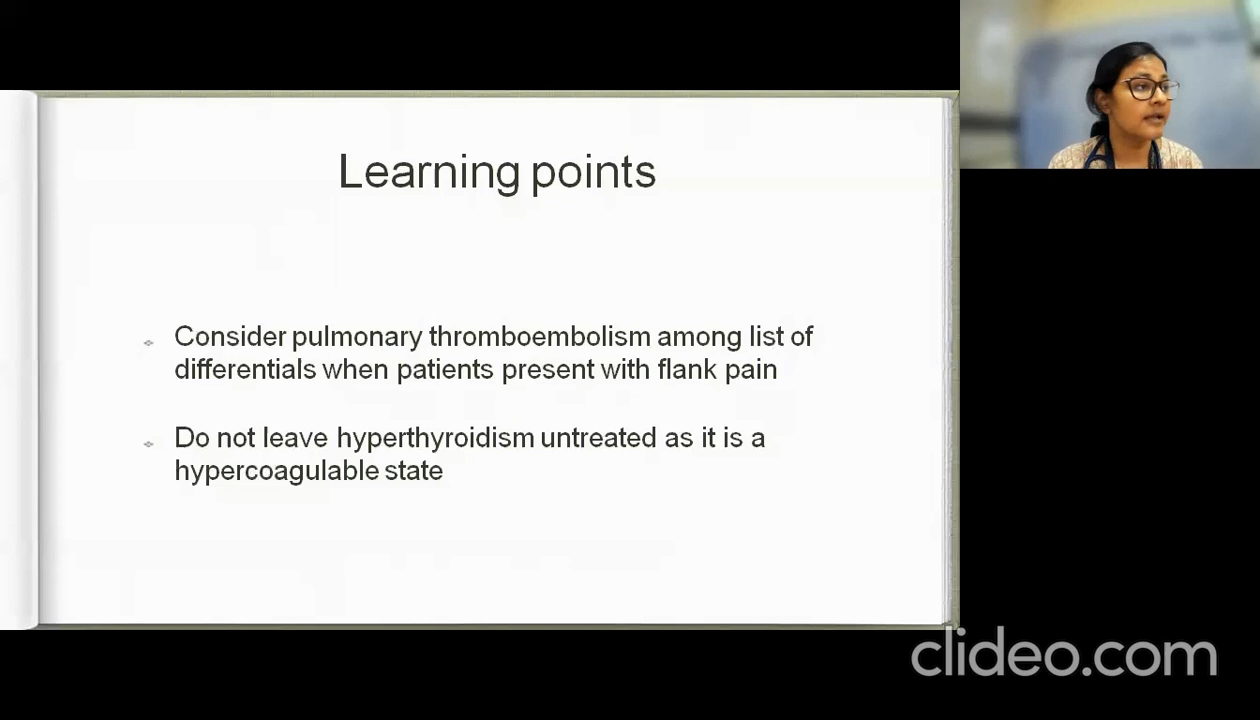 Learning points
Consider pulmonary thromboembolism among list of
differentials when patients present with flank pain
Do not leave hyperthyroidism untreated as it is a
hypercoagulable state
clideo.com